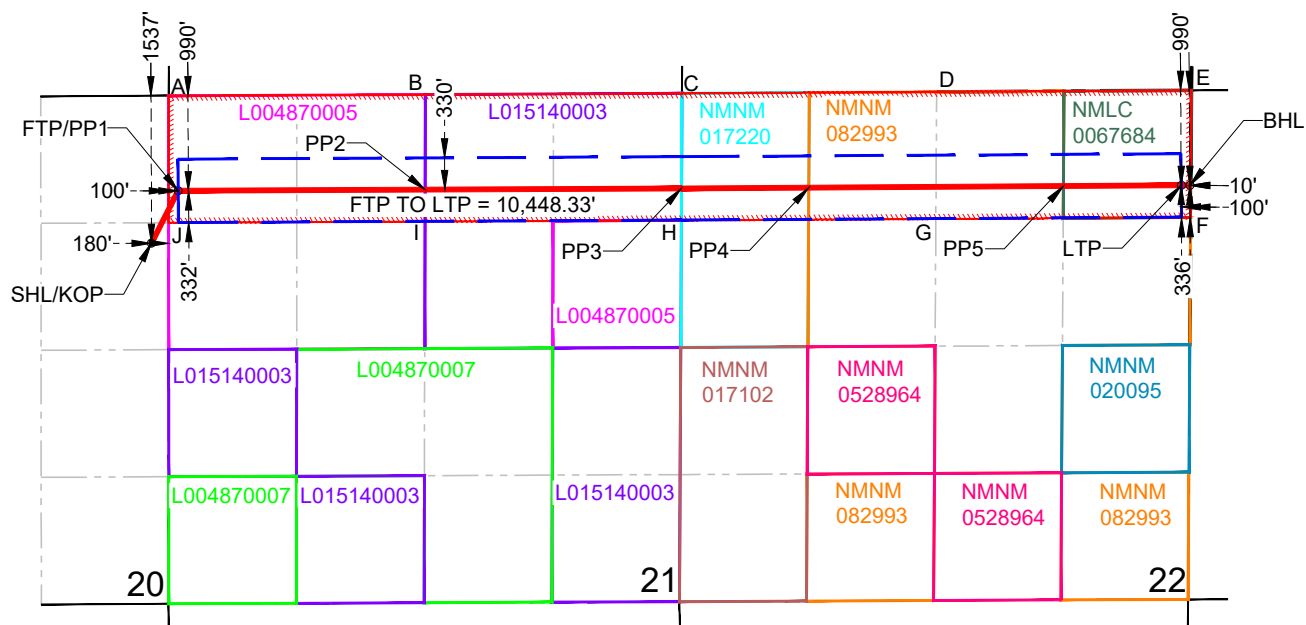 1537'
990'
990'
A
B
C
D
E
L004870005
330'
L015140003
NMNM
017220
NMNM
082993
NMLC
0067684
FTP/PP1
PP2
BHL
100'
10'
FTP TO LTP = 10,448.33'
100'
J
I
H
G
F
180'
PP3
PP4
PP5
LTP
332'
336'
SHL/KOP
L004870005
L015140003
L004870007
NMNM
017102
NMNM
0528964
NMNM
020095
L004870007
L015140003
L015140003
NMNM
082993
NMNM
0528964
NMNM
082993
20
21
22